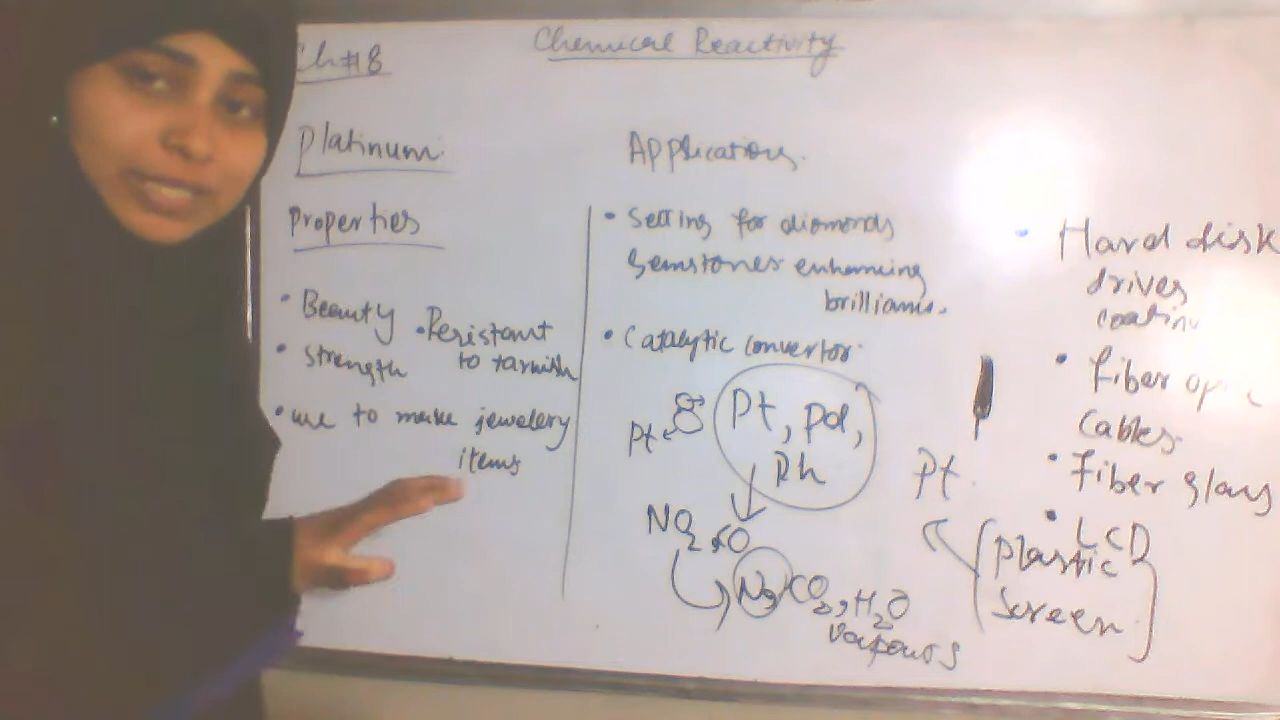 Ch#8
Chemical Reactivity
Platinum
Properties
• Beauty
• Resistant
to tarnish
• Strength
• use to make jewelery
items
Applications.
• Setting for diamonds
Gemstones enhancing
• Catalytic convertor.
Pt
Pt, Pd,
Rh
NO2, CO
N2, CO2, H2O
vapours
• Hard disk
drives
• Fiber
Cables.
• Fiber glass
• LCD
Pt
Plastic
Screen